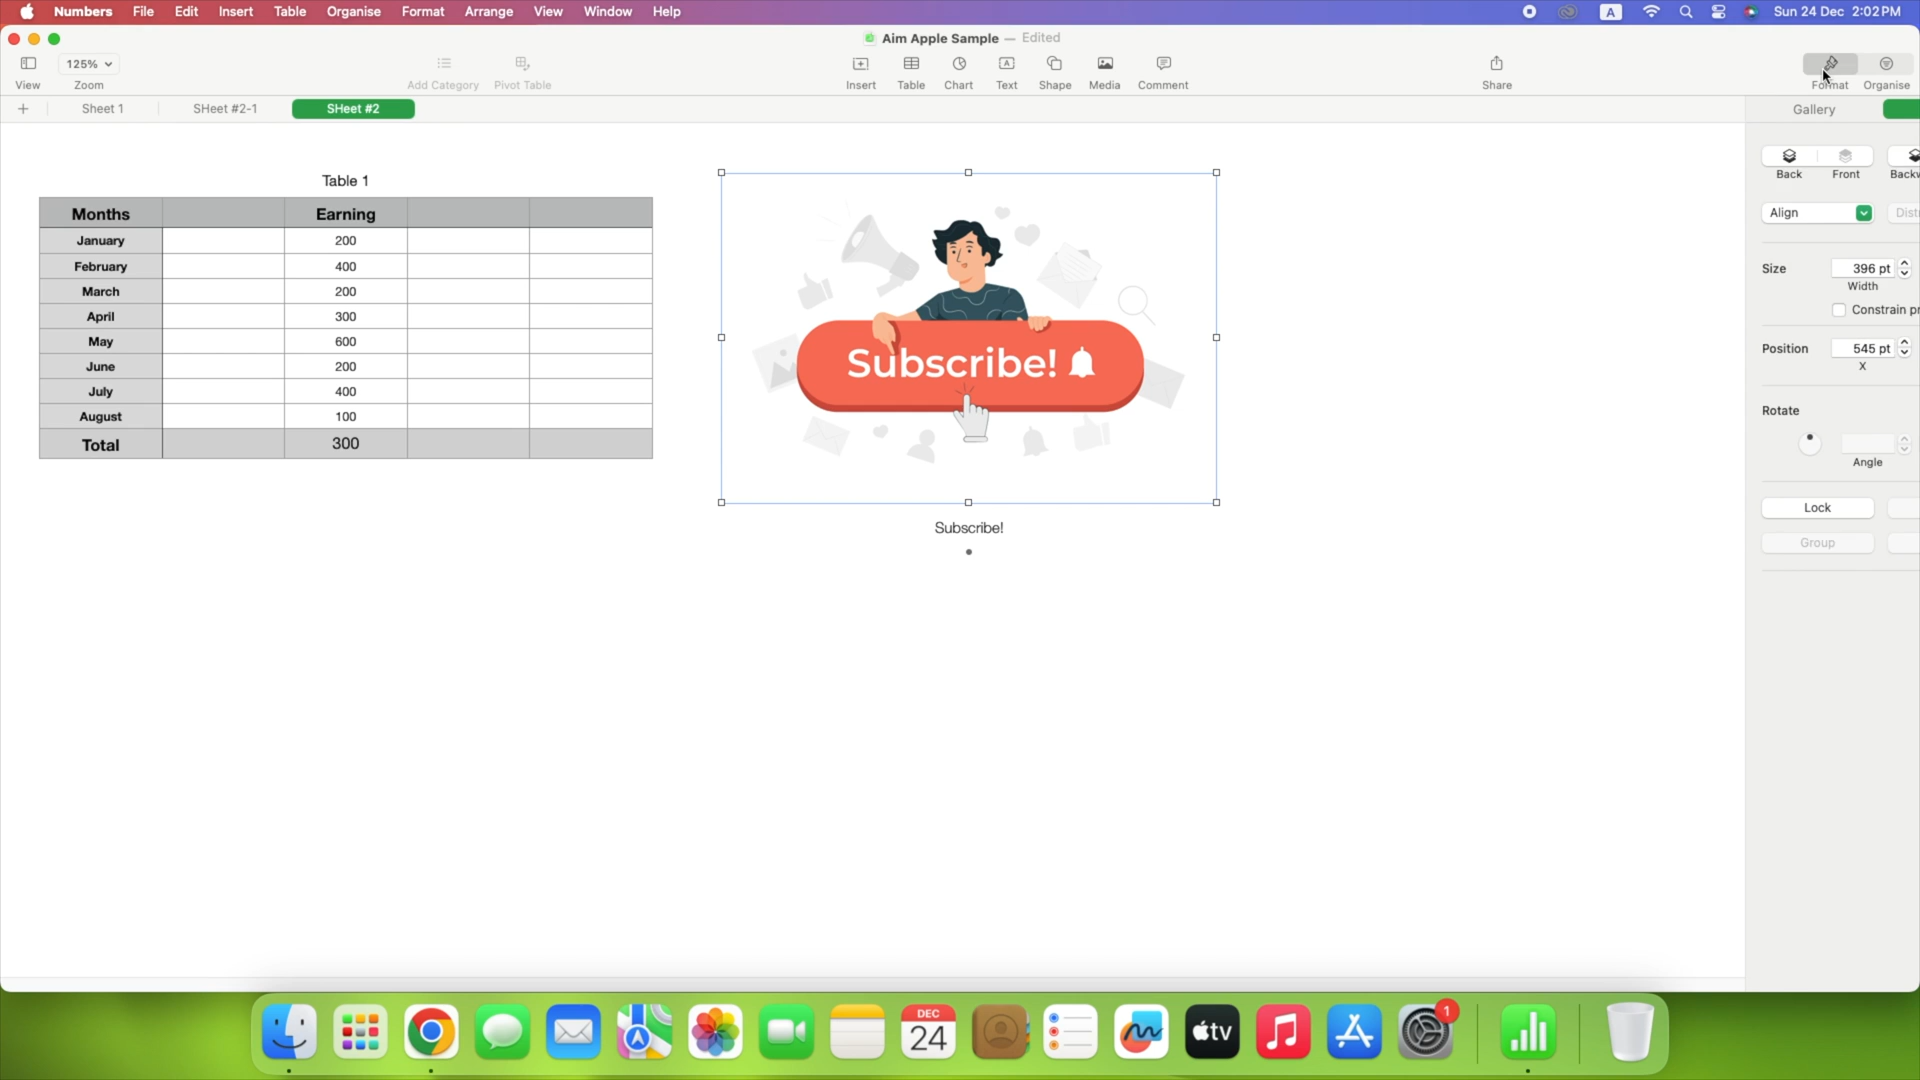 Numbers File Edit Insert Table Organise Format Arrange View Window Help A Sun 24 Dec 2:02 PM
Aim Apple Sample — Edited
125%
View Zoom Add Category Pivot Table Insert Table Chart Text Shape Media Comment Share Format Organise
+ Sheet 1 SHeet #2-1 SHeet #2 Gallery
Back Front
Align
Size 396 pt
Width
Position 545 pt
X
Rotate
Angle
Lock
Group
Table 1
Months Earning
January 200
February 400
March 200
April 300
May 600
June 200
July 400
August 100
Total 300
Subscribe!
Subscribe!
DEC
24
tv
1